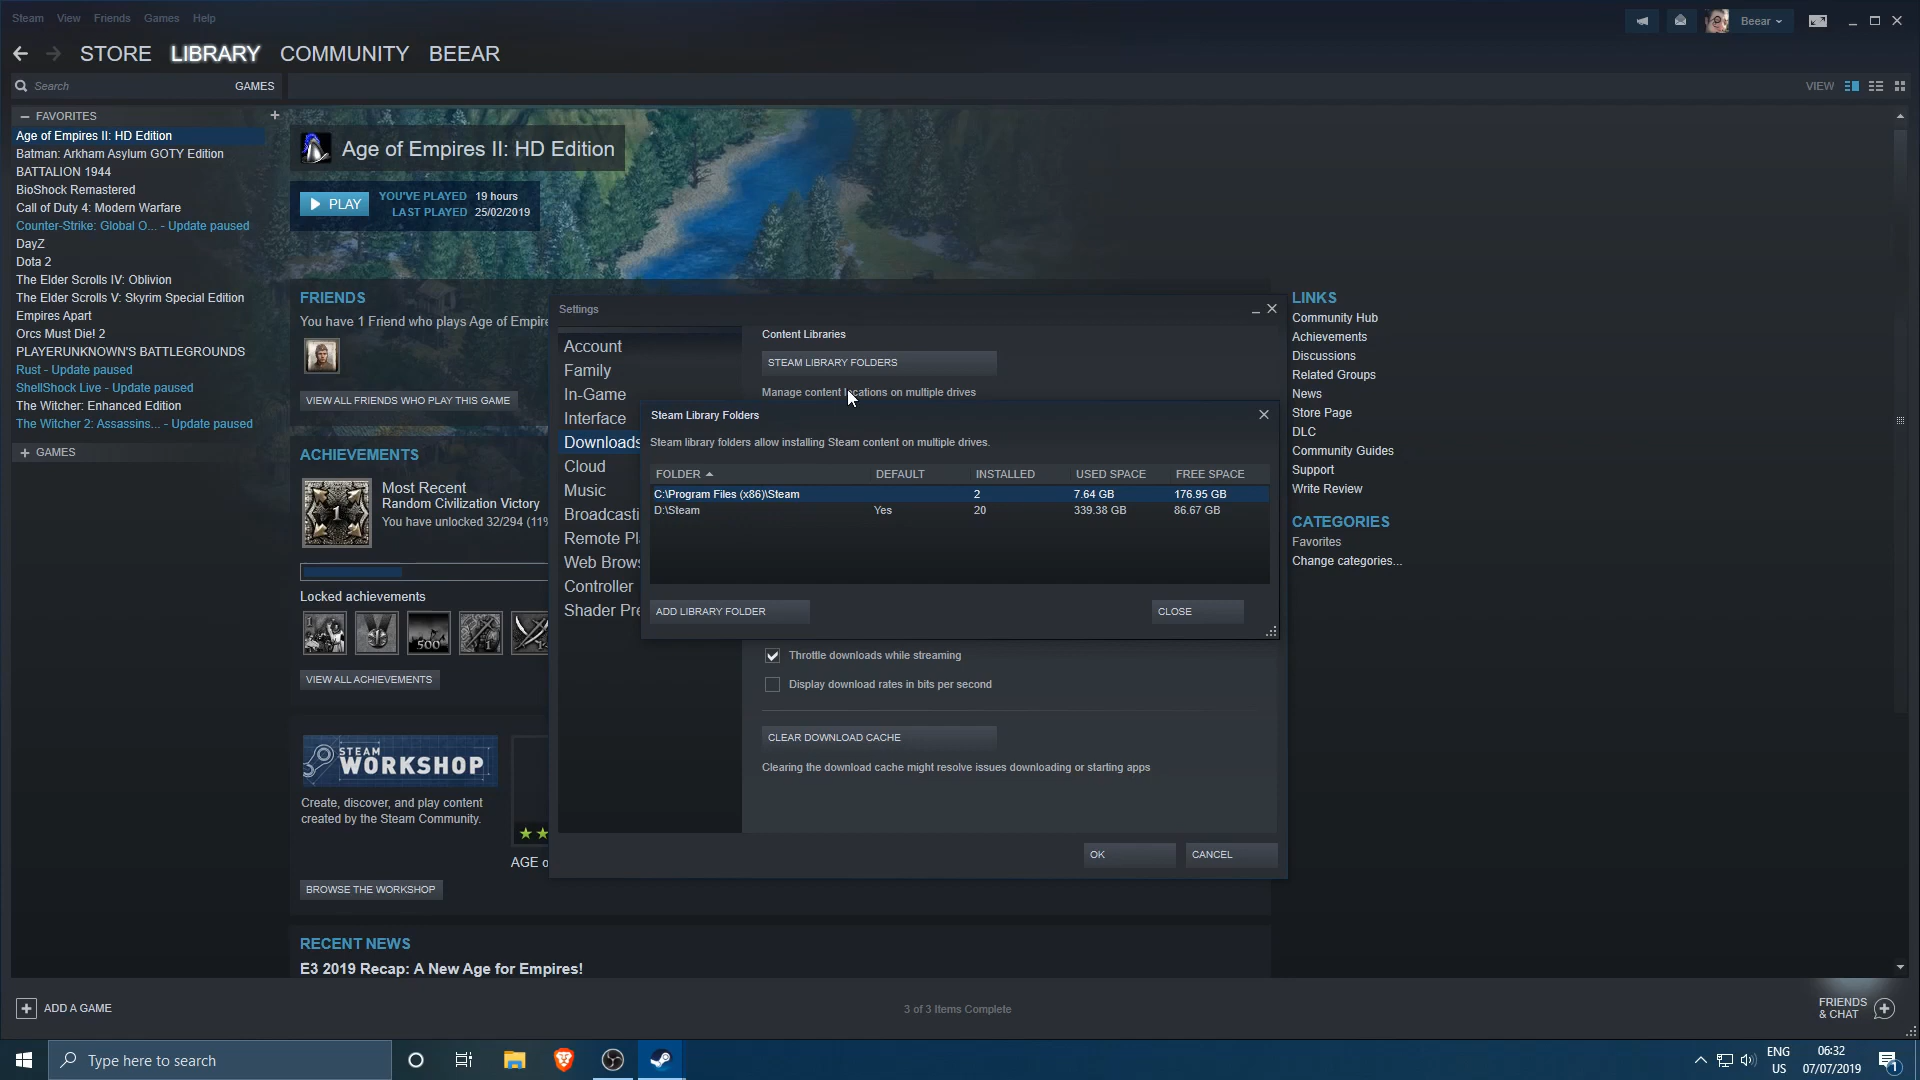 Steam View Friends Games Help
Beear
STORE LIBRARY COMMUNITY BEEAR
Search GAMES
VIEW
FAVORITES
Age of Empires II: HD Edition
Batman: Arkham Asylum GOTY Edition
BATTALION 1944
BioShock Remastered
Call of Duty 4: Modern Warfare
Counter-Strike: Global O... - Update paused
DayZ
Dota 2
The Elder Scrolls IV: Oblivion
The Elder Scrolls V: Skyrim Special Edition
Empires Apart
Orcs Must Die! 2
PLAYERUNKNOWN'S BATTLEGROUNDS
Rust - Update paused
ShellShock Live - Update paused
The Witcher: Enhanced Edition
The Witcher 2: Assassins... - Update paused
GAMES
Age of Empires II: HD Edition
PLAY
YOU'VE PLAYED 19 hours
LAST PLAYED 25/02/2019
FRIENDS
You have 1 Friend who plays Age of Empire
VIEW ALL FRIENDS WHO PLAY THIS GAME
ACHIEVEMENTS
Most Recent
Random Civilization Victory
You have unlocked 32/294 (11%
1
Locked achievements
1
500
1
VIEW ALL ACHIEVEMENTS
STEAM
WORKSHOP
Create, discover, and play content
created by the Steam Community.
AGE o
BROWSE THE WORKSHOP
RECENT NEWS
E3 2019 Recap: A New Age for Empires!
Settings
Account
Family
In-Game
Interface
Downloads
Cloud
Music
Broadcasti
Remote Pl
Web Brows
Controller
Shader Pre
Content Libraries
STEAM LIBRARY FOLDERS
Manage content locations on multiple drives
Steam Library Folders
Steam library folders allow installing Steam content on multiple drives.
FOLDER DEFAULT INSTALLED USED SPACE FREE SPACE
C:\Program Files (x86)\Steam 2 7.64 GB 176.95 GB
D:\Steam Yes 20 339.38 GB 86.67 GB
ADD LIBRARY FOLDER CLOSE
Throttle downloads while streaming
Display download rates in bits per second
CLEAR DOWNLOAD CACHE
Clearing the download cache might resolve issues downloading or starting apps
OK CANCEL
LINKS
Community Hub
Achievements
Discussions
Related Groups
News
Store Page
DLC
Community Guides
Support
Write Review
CATEGORIES
Favorites
Change categories...
ADD A GAME
3 of 3 Items Complete
FRIENDS
& CHAT
Type here to search
ENG
US
06:32
07/07/2019
1